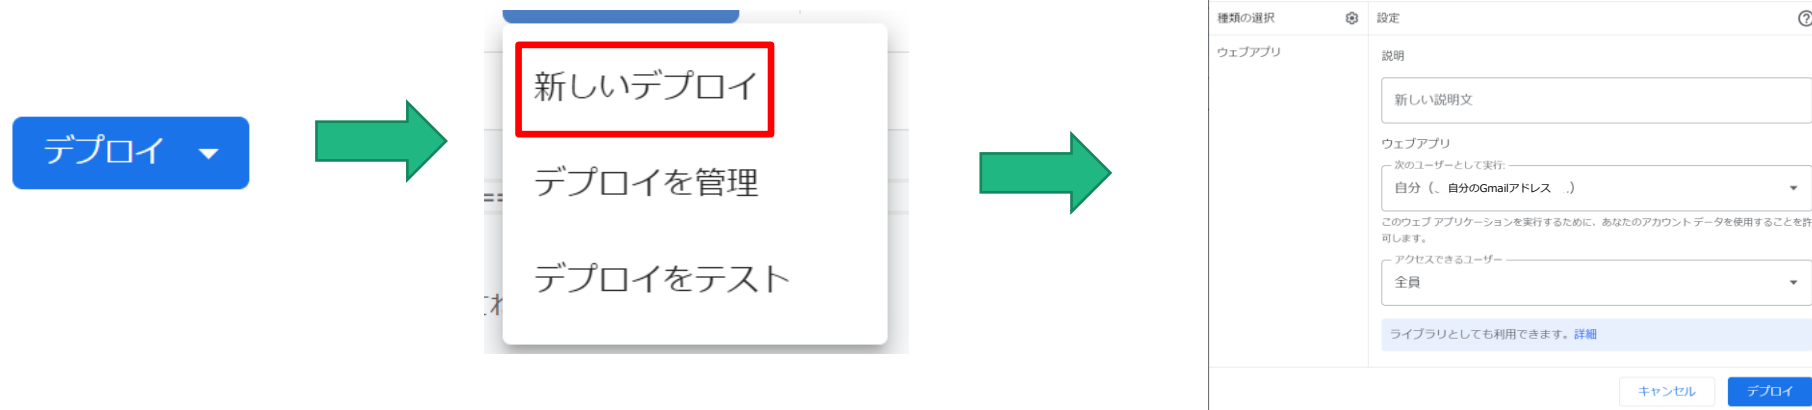 デプロイ
新しいデプロイ
デプロイを管理
デプロイをテスト
種類の選択
設定
ウェブアプリ
説明
新しい説明文
ウェブアプリ
次のユーザーとして実行:
自分（自分のGmailアドレス）
このウェブ アプリケーションを実行するために、あなたのアカウント データを使用することを許
可します。
アクセスできるユーザー
全員
ライブラリとしても利用できます。詳細
キャンセル
デプロイ